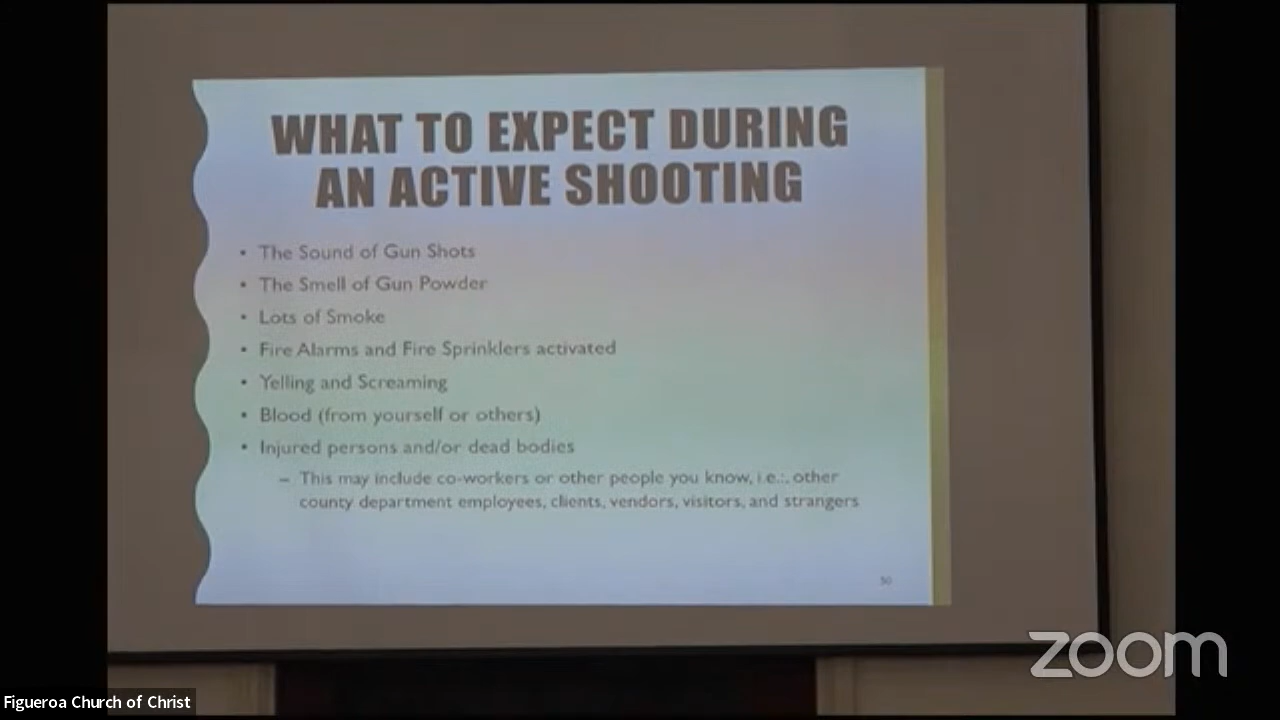 WHAT TO EXPECT DURING
AN ACTIVE SHOOTING
• The Sound of Gun Shots
• The Smell of Gun Powder
• Lots of Smoke
• Fire Alarms and Fire Sprinklers activated
• Yelling and Screaming
• Blood (from yourself or others)
• Injured persons and/or dead bodies
– This may include co-workers or other people you know, i.e.:, other
county department employees, clients, vendors, visitors, and strangers
50
zoom
Figueroa Church of Christ